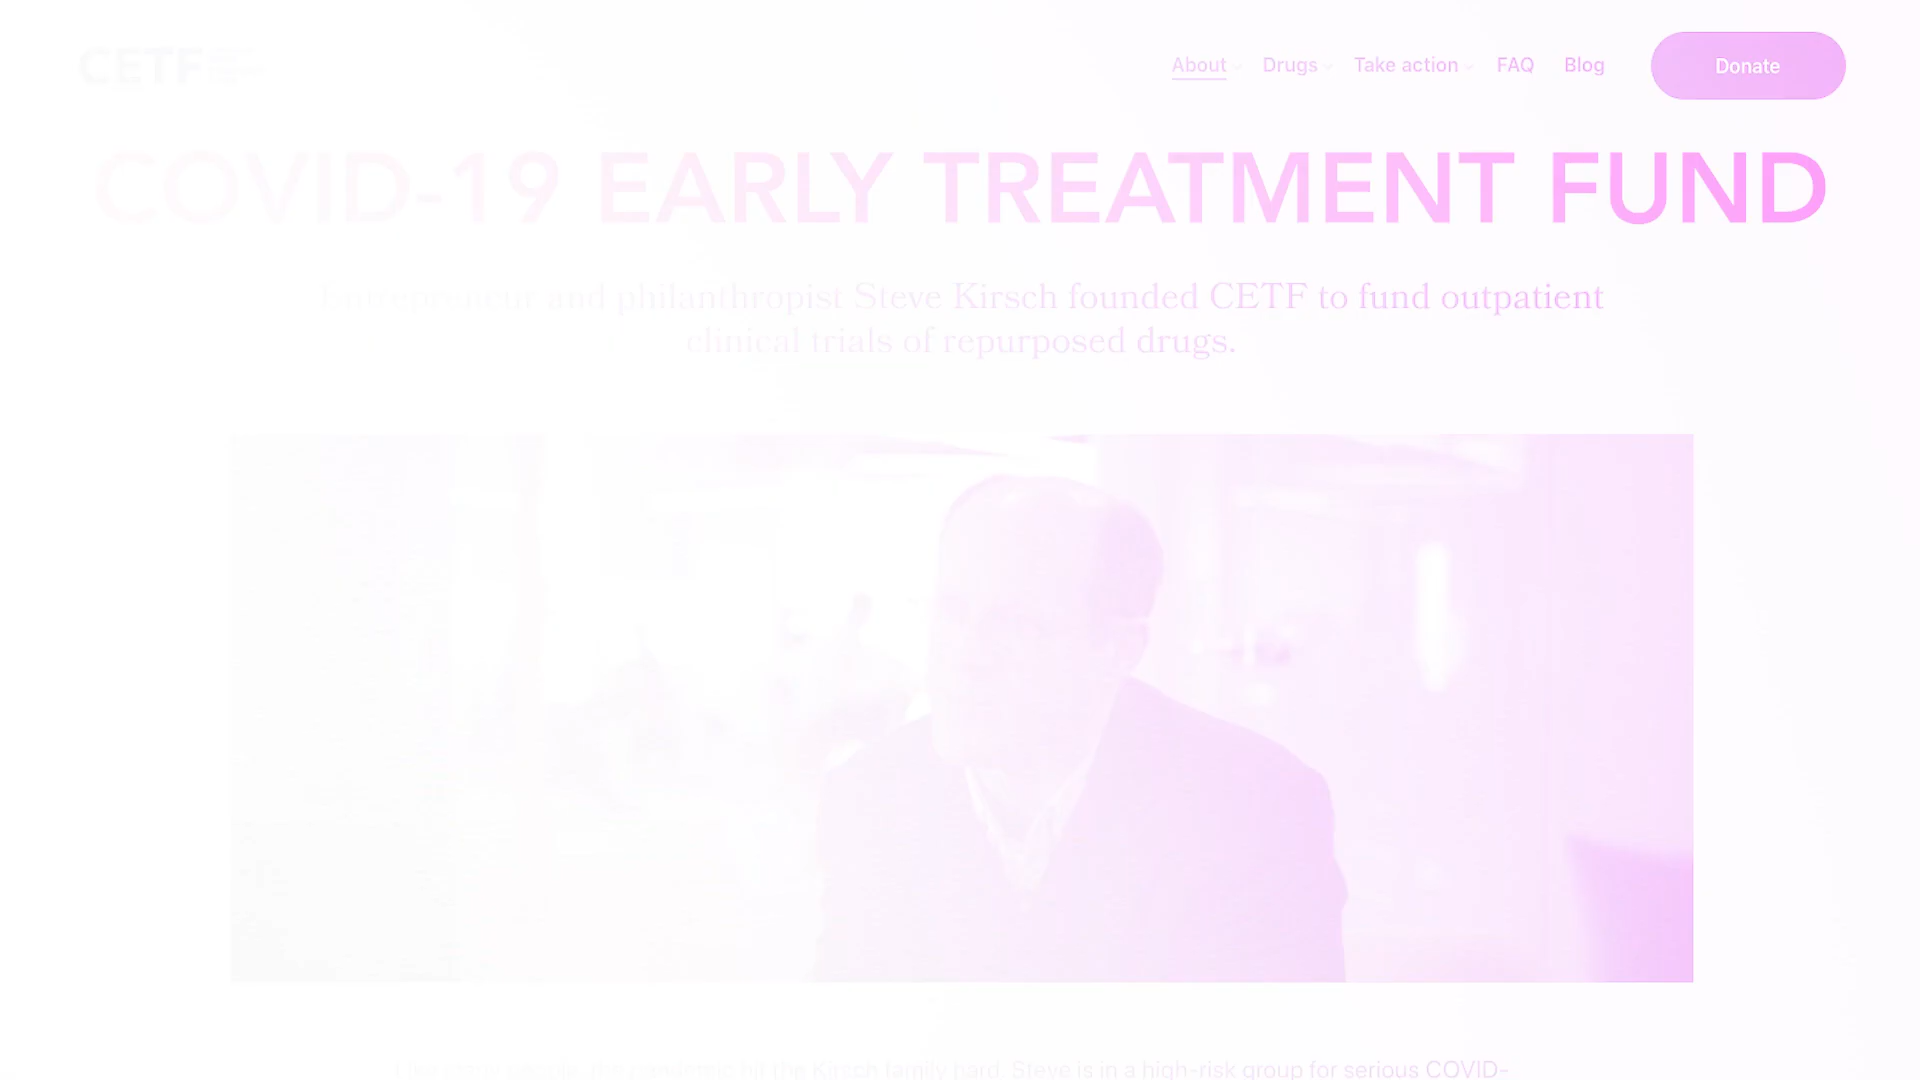 CETF
About Drugs Take action FAQ Blog Donate
COVID-19 EARLY TREATMENT FUND
Entrepreneur and philanthropist Steve Kirsch founded CETF to fund outpatient
clinical trials of repurposed drugs.
Like many people, the pandemic hit the Kirsch family hard. Steve is in a high-risk group for serious COVID-